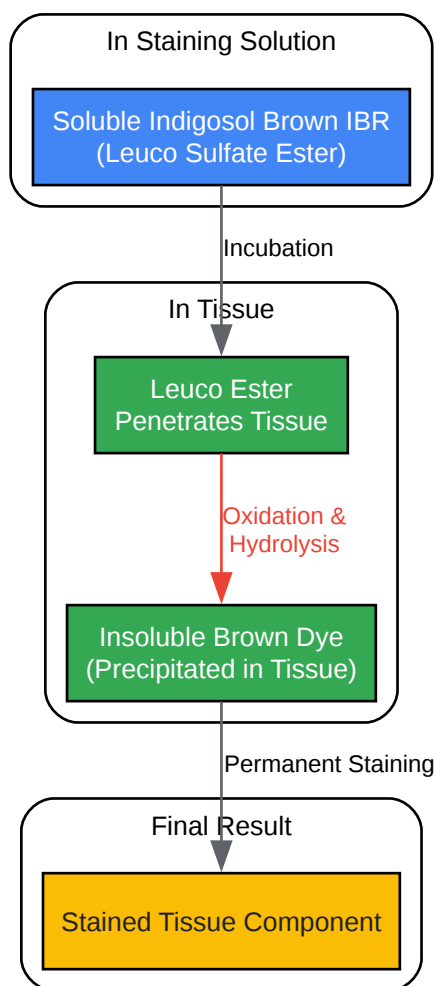 In Staining Solution
Soluble Indigosol Brown IBR
(Leuco Sulfate Ester)
Incubation
In Tissue
Leuco Ester
Penetrates Tissue
Oxidation &
Hydrolysis
Insoluble Brown Dye
(Precipitated in Tissue)
Permanent Staining
Final Result
Stained Tissue Component